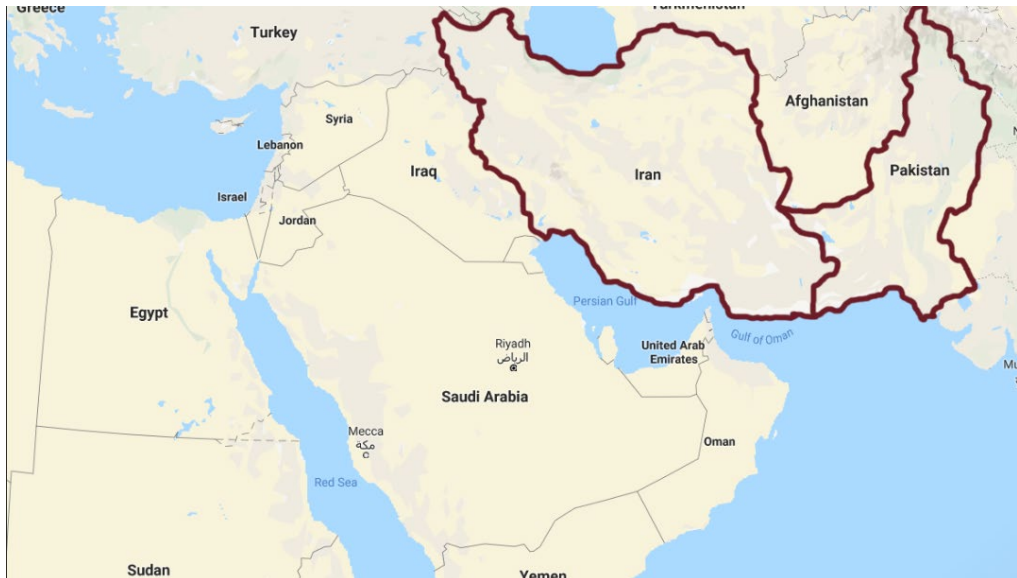 Greece
Turkey
Turkmenistan
Syria
Afghanistan
Lebanon
Iraq
Iran
Pakistan
Israel
Jordan
Egypt
Persian Gulf
Gulf of Oman
Riyadh
الرياض
United Arab
Emirates
Saudi Arabia
Mecca
مكة
Oman
Red Sea
Sudan
Yemen